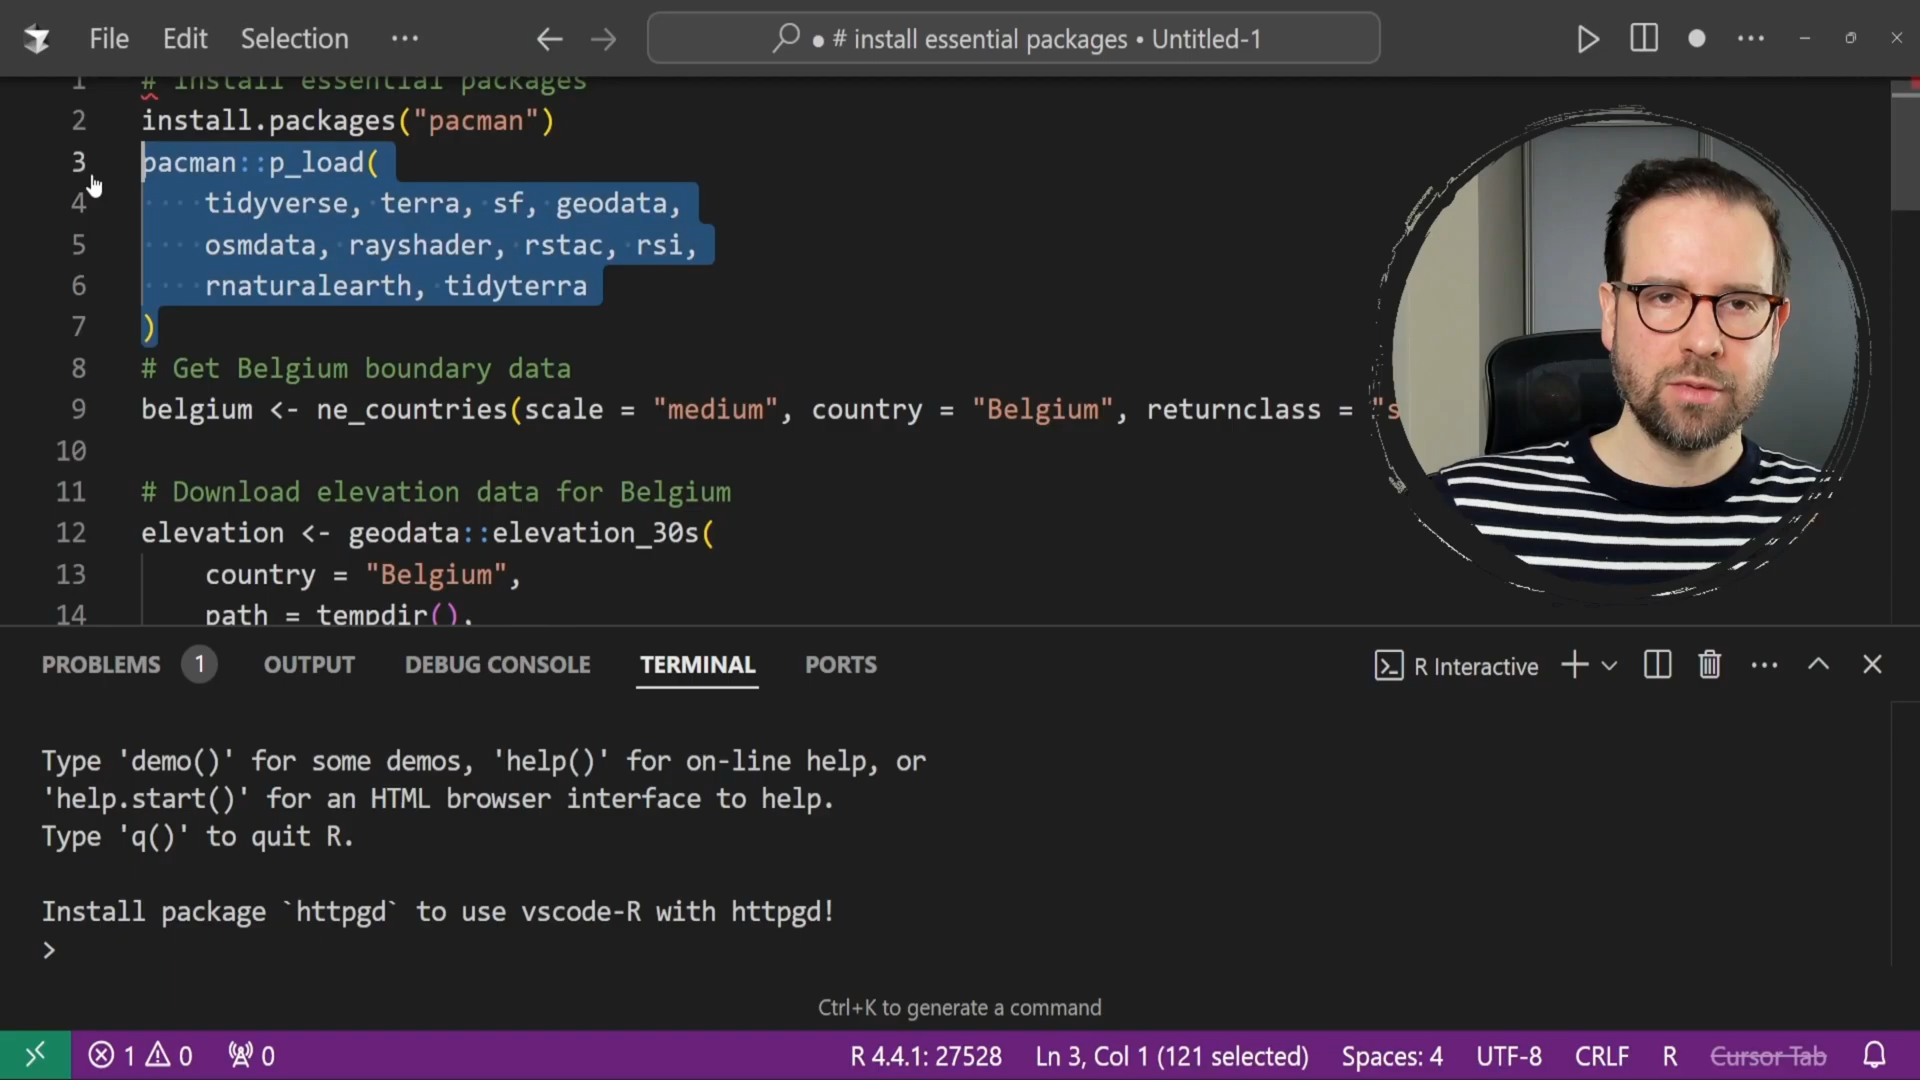 File Edit Selection ··· # install essential packages • Untitled-1
1 # install essential packages
2 install.packages("pacman")
3 pacman::p_load(
4 tidyverse, terra, sf, geodata,
5 osmdata, rayshader, rstac, rsi,
6 rnaturalearth, tidyterra
7 )
8 # Get Belgium boundary data
9 belgium <- ne_countries(scale = "medium", country = "Belgium", returnclass = "s
10
11 # Download elevation data for Belgium
12 elevation <- geodata::elevation_30s(
13 country = "Belgium",
14 path = tempdir(),
PROBLEMS 1 OUTPUT DEBUG CONSOLE TERMINAL PORTS R Interactive
Type 'demo()' for some demos, 'help()' for on-line help, or
'help.start()' for an HTML browser interface to help.
Type 'q()' to quit R.
Install package `httpgd` to use vscode-R with httpgd!
>
Ctrl+K to generate a command
1 0 0 R 4.4.1: 27528 Ln 3, Col 1 (121 selected) Spaces: 4 UTF-8 CRLF R Cursor Tab